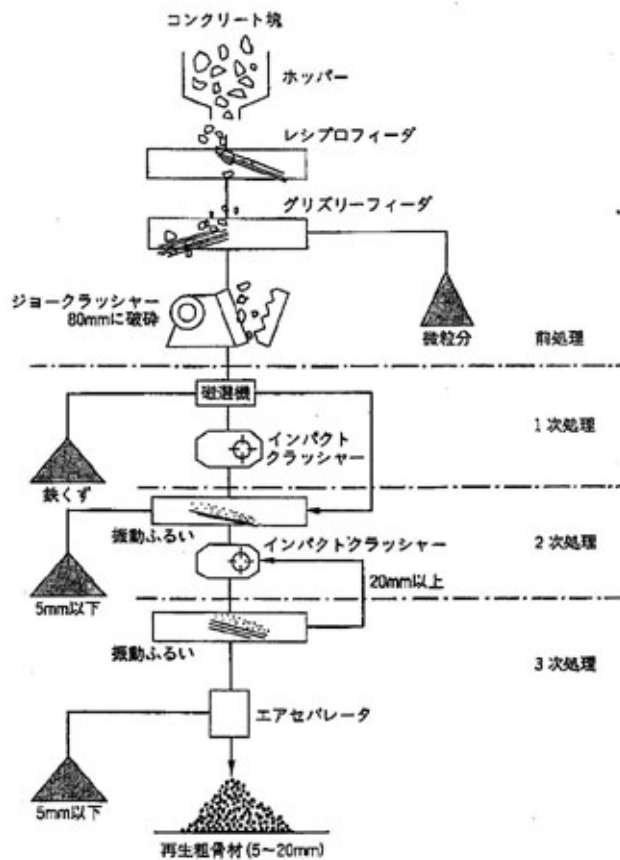 コンクリート塊
ホッパー
レシプロフィーダ
グリズリーフィーダ
ジョークラッシャー
80mmに破砕
微粒分
前処理
磁選機
1次処理
インパクト
クラッシャー
鉄くず
振動ふるい
インパクトクラッシャー
2次処理
20mm以上
5mm以下
振動ふるい
3次処理
エアセパレータ
5mm以下
再生粗骨材(5〜20mm)